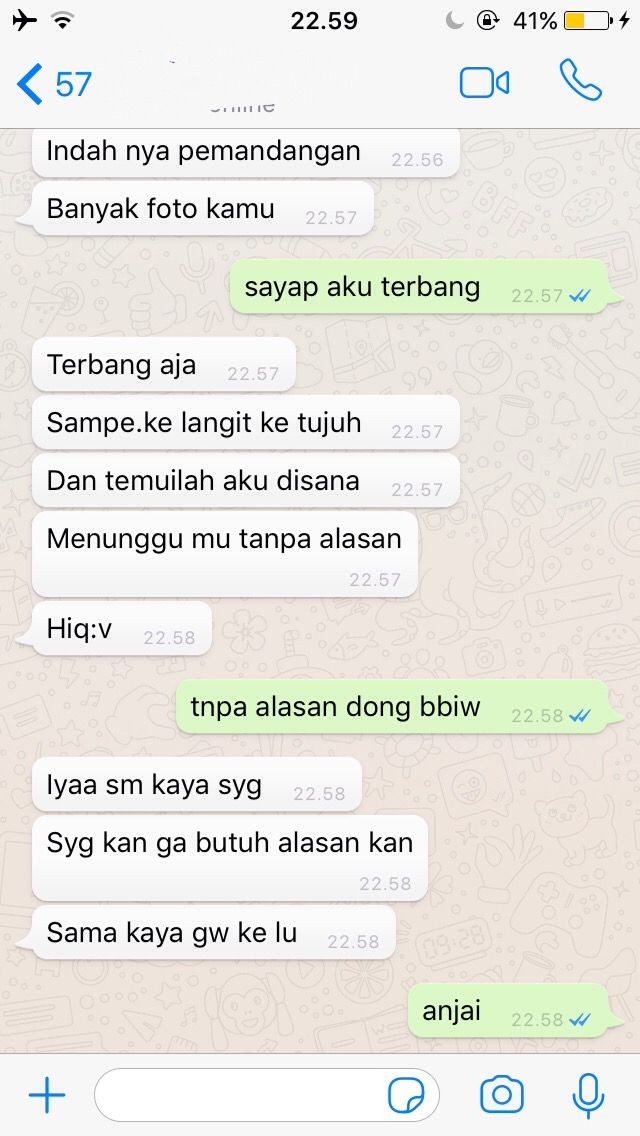 22.59
41%
57
Indah nya pemandangan 22.56
Banyak foto kamu 22.57
sayap aku terbang 22.57
Terbang aja 22.57
Sampe.ke langit ke tujuh 22.57
Dan temuilah aku disana 22.57
Menunggu mu tanpa alasan
22.57
Hiq:v 22.58
tnpa alasan dong bbiw 22.58
Iyaa sm kaya syg 22.58
Syg kan ga butuh alasan kan
22.58
Sama kaya gw ke lu 22.58
anjai 22.58